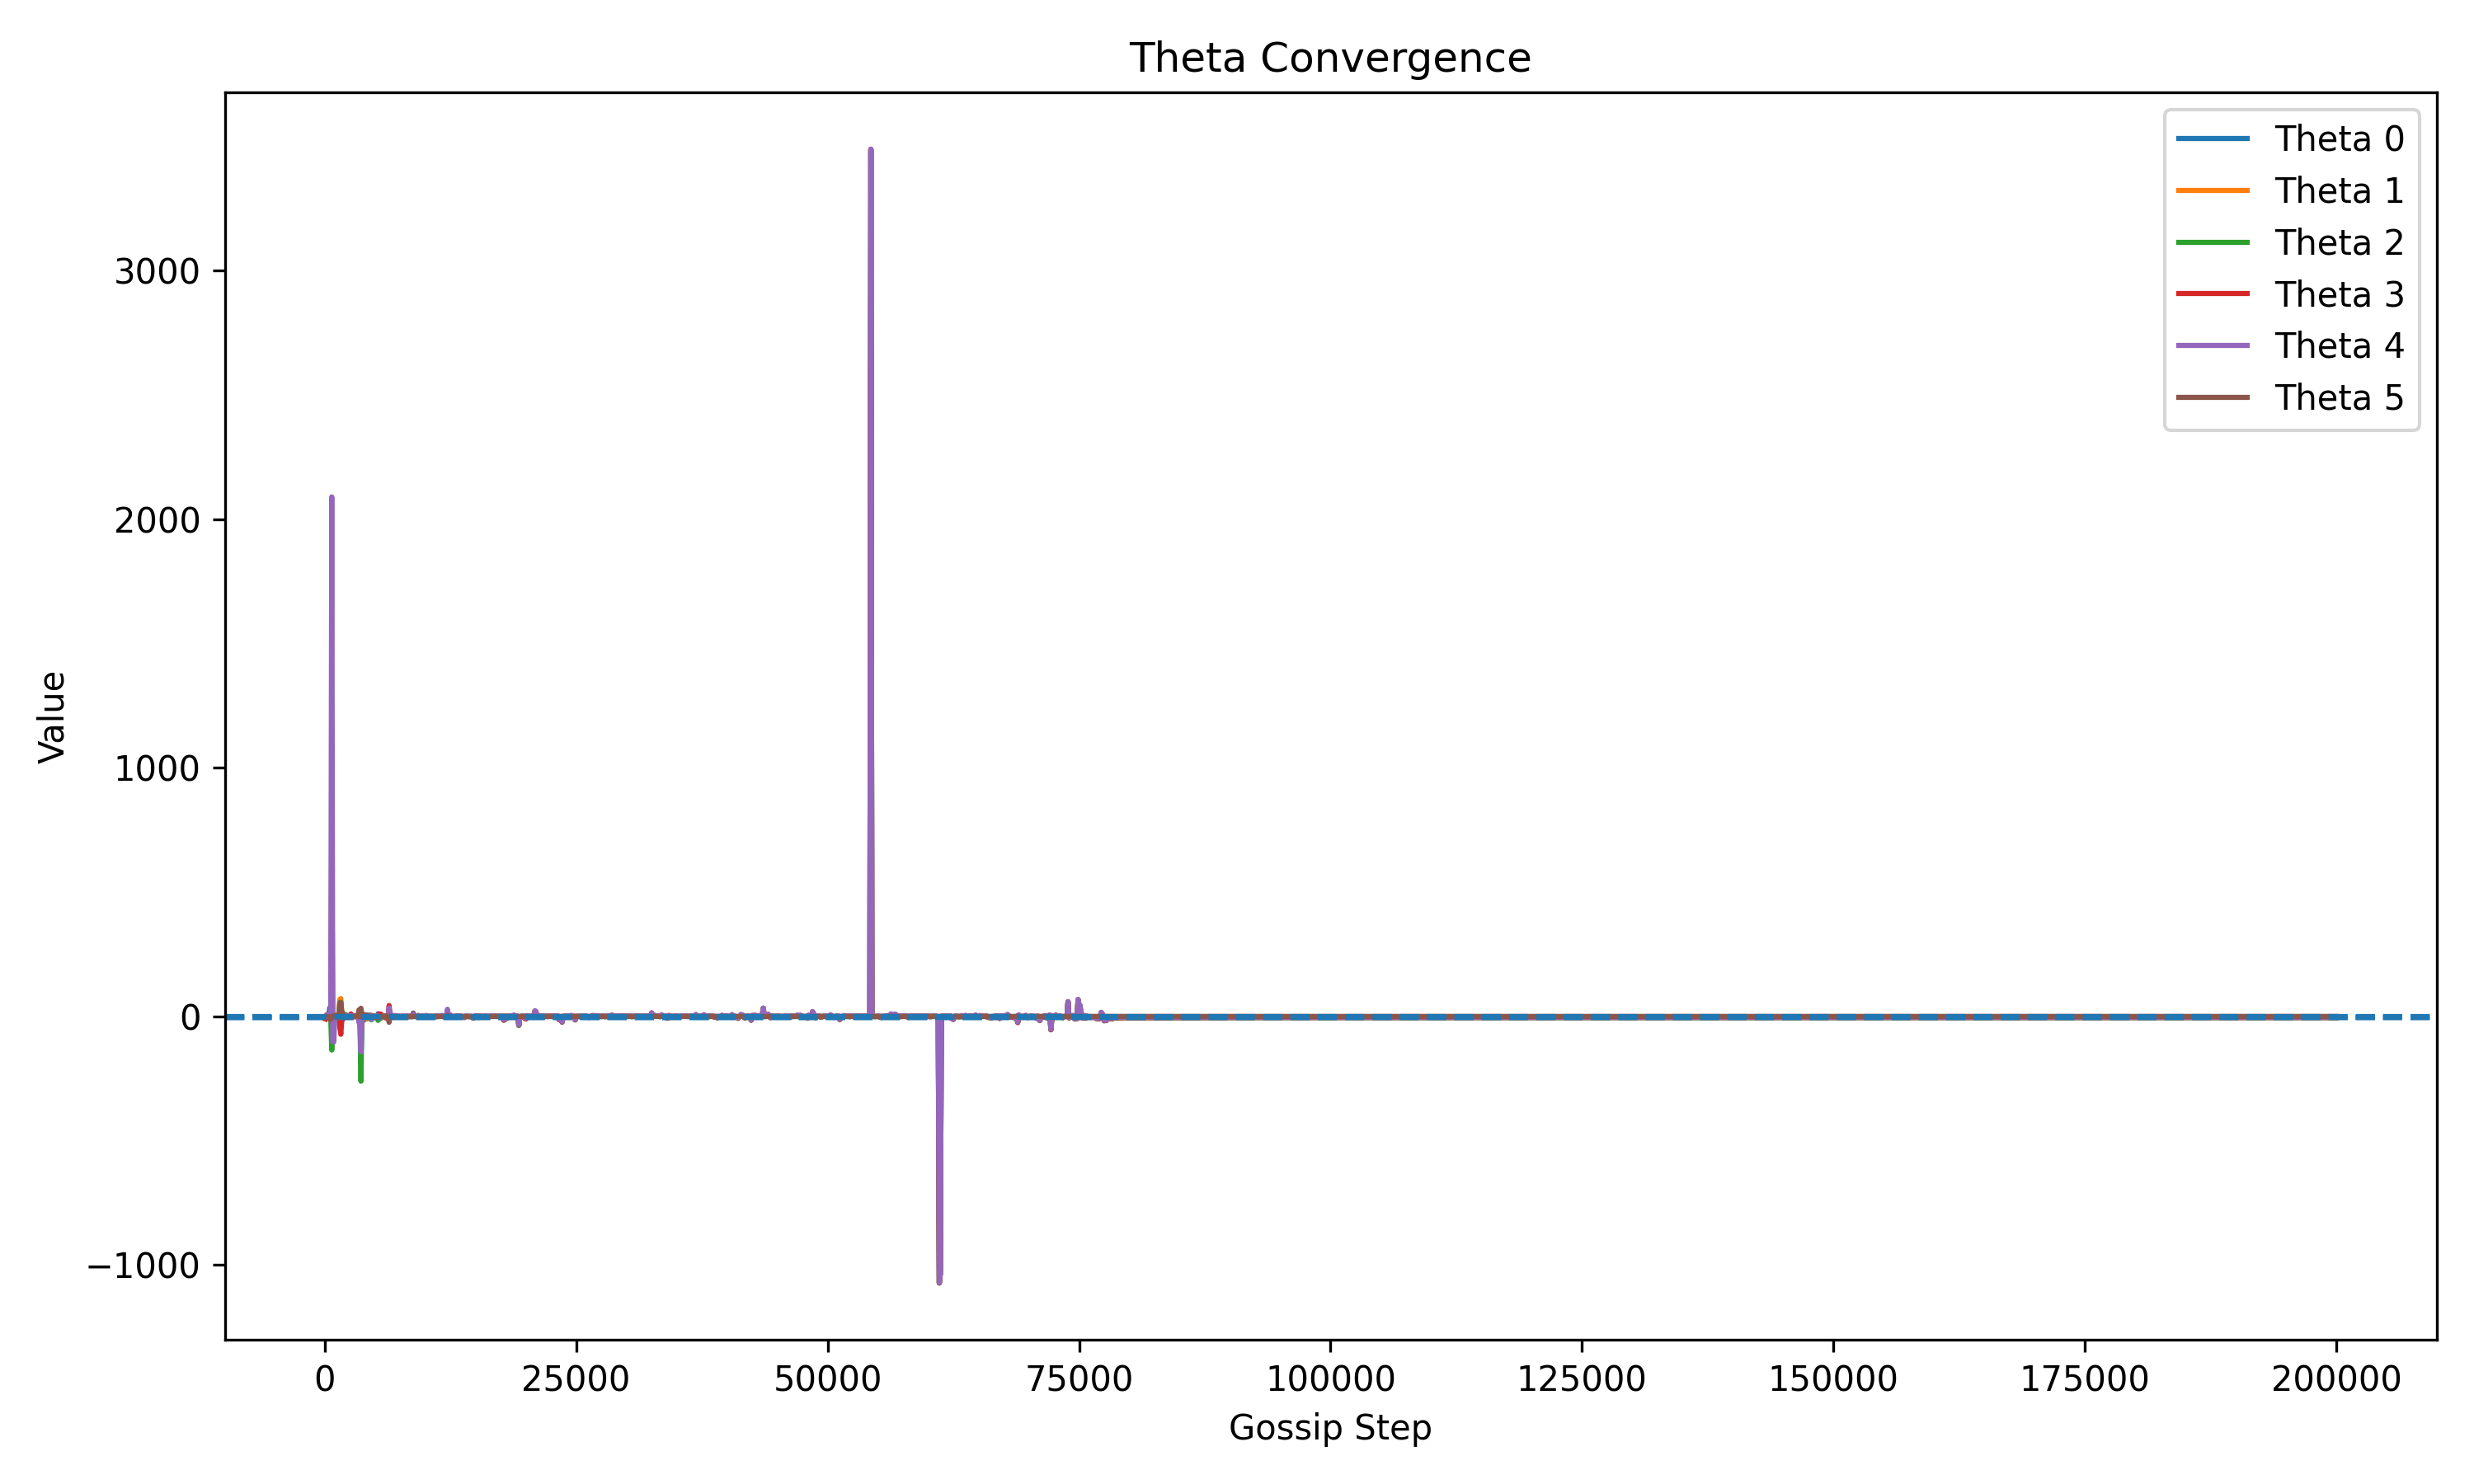 Theta Convergence
Theta 0
Theta 1
Theta 2
Theta 3
Theta 4
Theta 5
3000
2000
1000
0
−1000
Value
0 25000 50000 75000 100000 125000 150000 175000 200000
Gossip Step